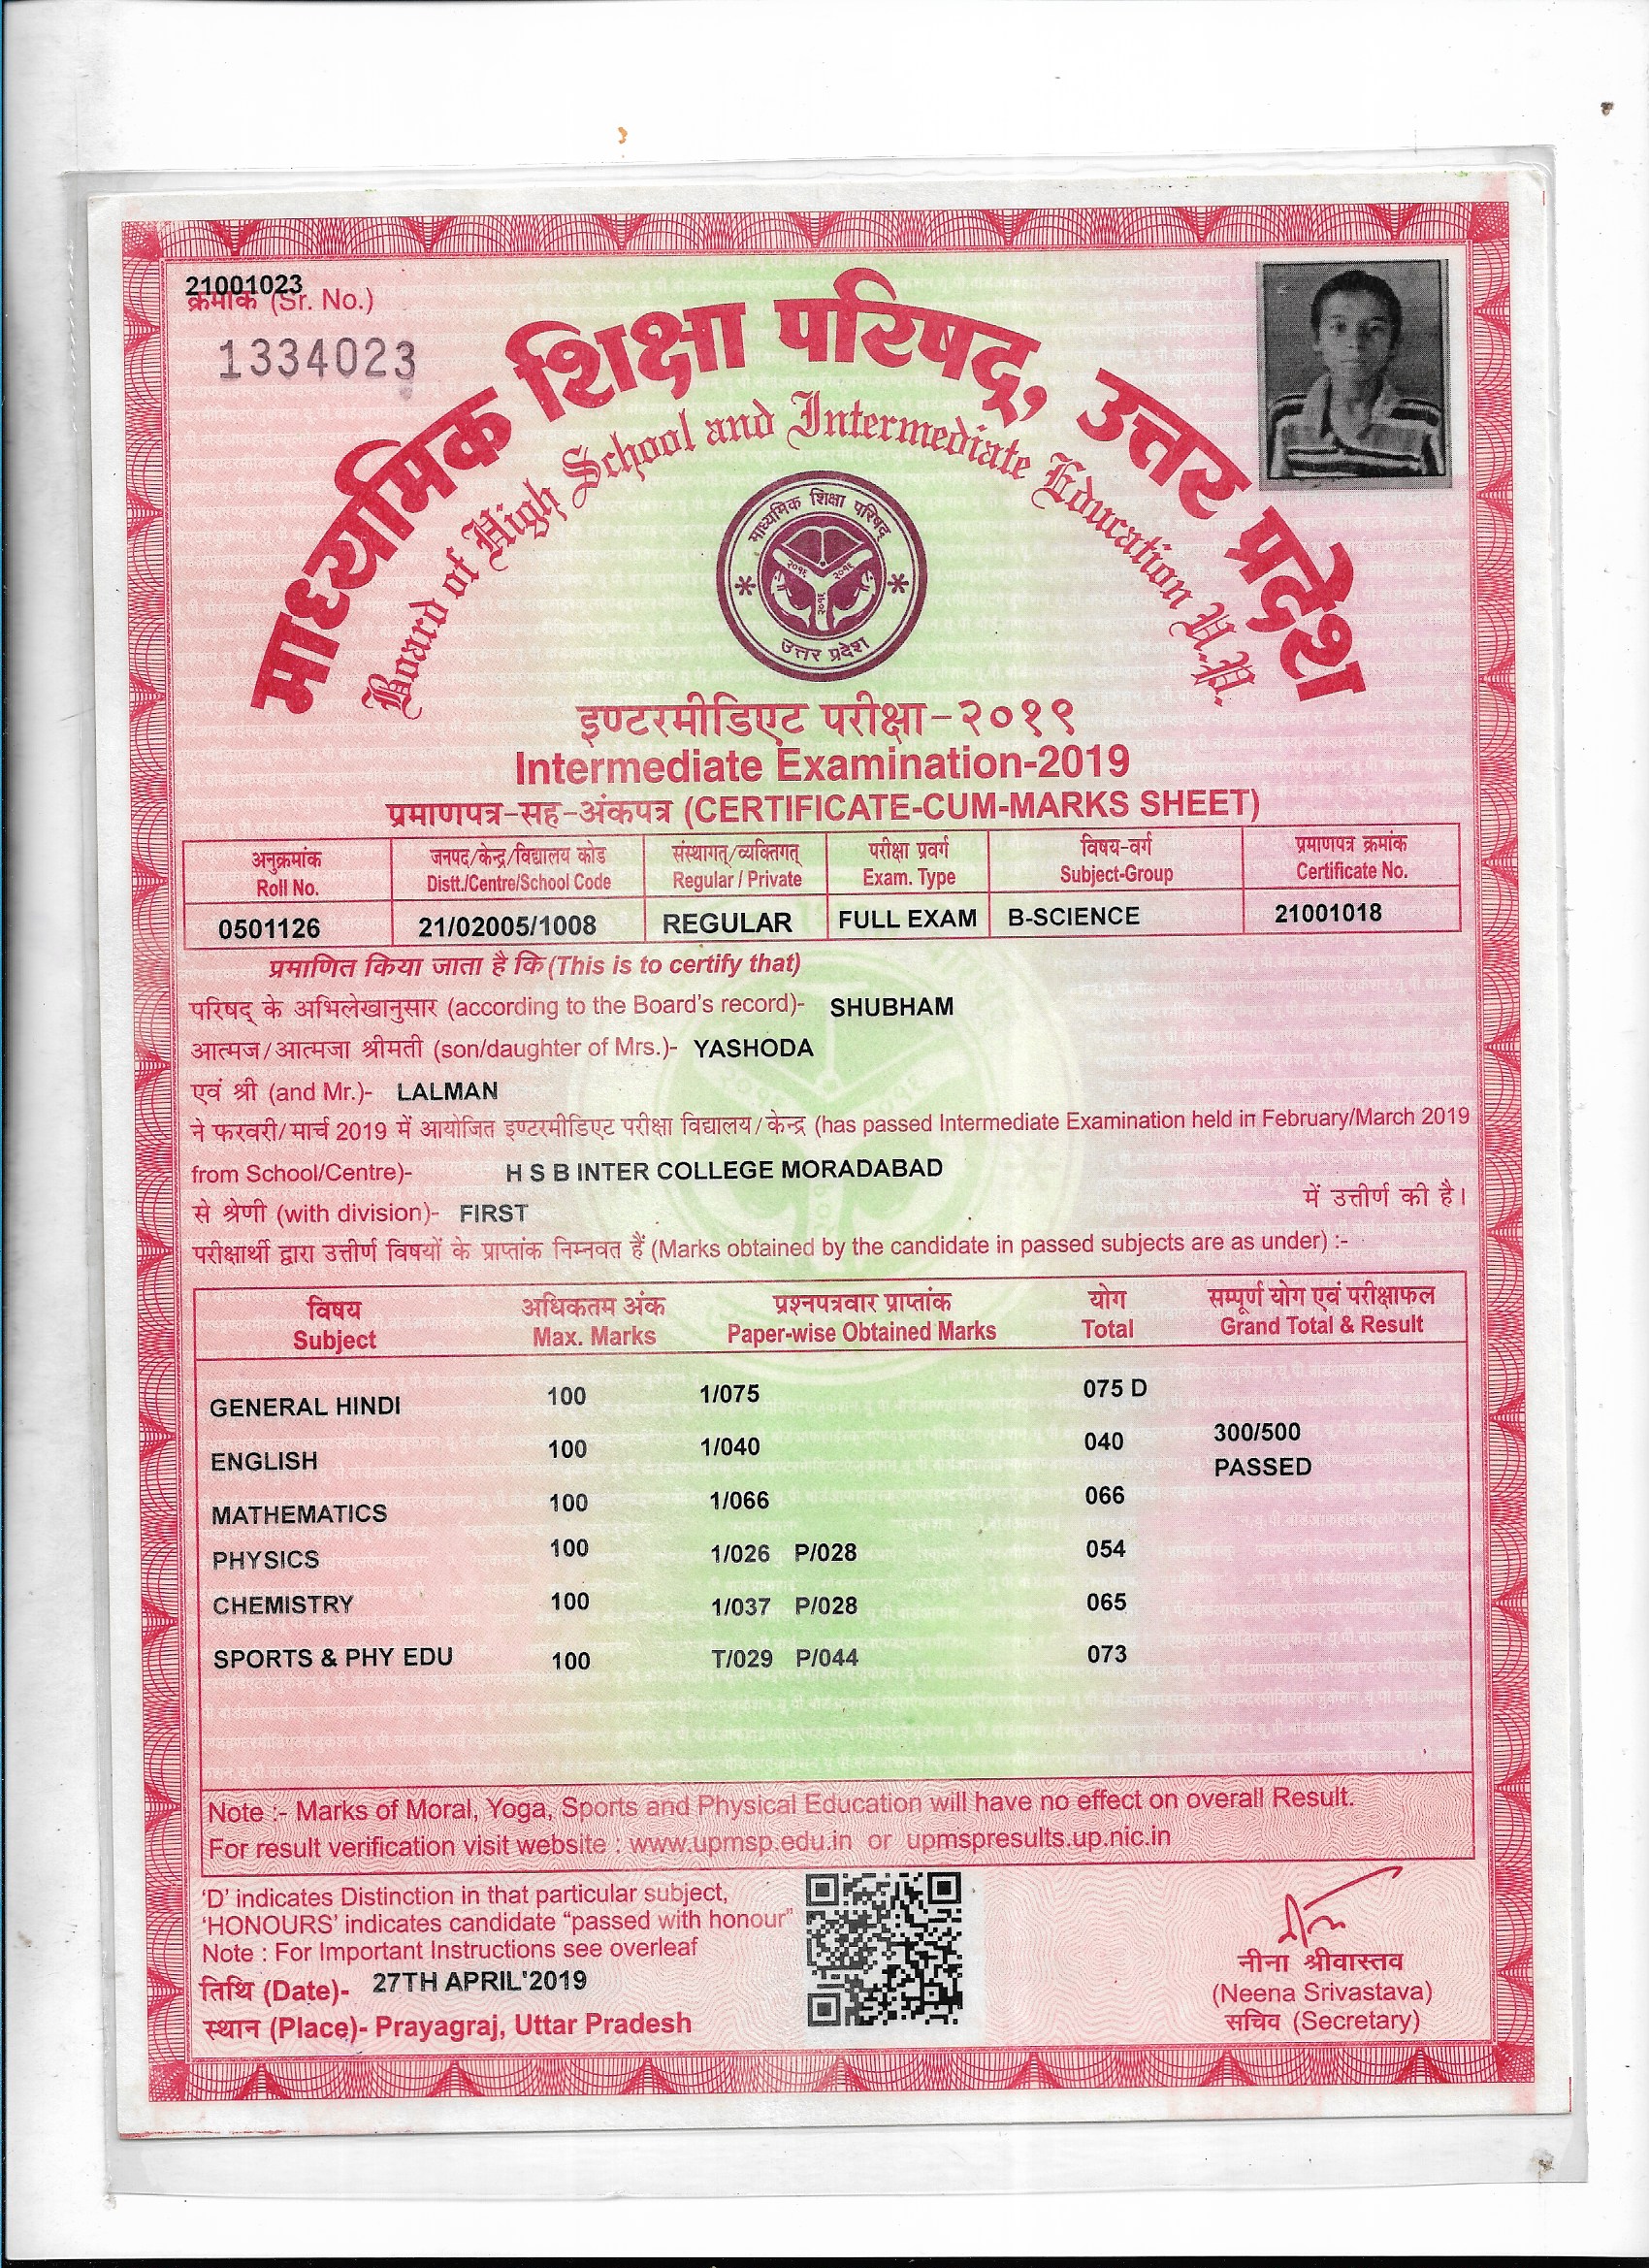 21001023
क्रमांक (Sr. No.)
1334023
माध्यमिक शिक्षा परिषद्, उत्तर प्रदेश
Board of High School and Intermediate Education U.P.
माध्यमिक शिक्षा परिषद्
उत्तर प्रदेश
इण्टरमीडिएट परीक्षा-२०१९
Intermediate Examination-2019
प्रमाणपत्र-सह-अंकपत्र (CERTIFICATE-CUM-MARKS SHEET)
अनुक्रमांक जनपद/केन्द्र/विद्यालय कोड संस्थागत्/व्यक्तिगत् परीक्षा प्रवर्ग विषय-वर्ग प्रमाणपत्र क्रमांक
Roll No. Distt./Centre/School Code Regular / Private Exam. Type Subject-Group Certificate No.
0501126 21/02005/1008 REGULAR FULL EXAM B-SCIENCE 21001018
प्रमाणित किया जाता है कि (This is to certify that)
परिषद् के अभिलेखानुसार (according to the Board's record)- SHUBHAM
आत्मज/आत्मजा श्रीमती (son/daughter of Mrs.)- YASHODA
एवं श्री (and Mr.)- LALMAN
ने फरवरी/मार्च 2019 में आयोजित इण्टरमीडिएट परीक्षा विद्यालय/केन्द्र (has passed Intermediate Examination held in February/March 2019
from School/Centre)- H S B INTER COLLEGE MORADABAD
में उत्तीर्ण की है।
से श्रेणी (with division)- FIRST
परीक्षार्थी द्वारा उत्तीर्ण विषयों के प्राप्तांक निम्नवत हैं (Marks obtained by the candidate in passed subjects are as under) :-
विषय अधिकतम अंक प्रश्नपत्रवार प्राप्तांक योग सम्पूर्ण योग एवं परीक्षाफल
Subject Max. Marks Paper-wise Obtained Marks Total Grand Total & Result
GENERAL HINDI 100 1/075 075 D
300/500
ENGLISH 100 1/040 040
PASSED
MATHEMATICS 100 1/066 066
PHYSICS 100 1/026 P/028 054
CHEMISTRY 100 1/037 P/028 065
SPORTS & PHY EDU 100 T/029 P/044 073
Note :- Marks of Moral, Yoga, Sports and Physical Education will have no effect on overall Result.
For result verification visit website : www.upmsp.edu.in or upmspresults.up.nic.in
'D' indicates Distinction in that particular subject,
'HONOURS' indicates candidate "passed with honour"
Note : For Important Instructions see overleaf
तिथि (Date)- 27TH APRIL'2019
स्थान (Place)- Prayagraj, Uttar Pradesh
नीना श्रीवास्तव
(Neena Srivastava)
सचिव (Secretary)